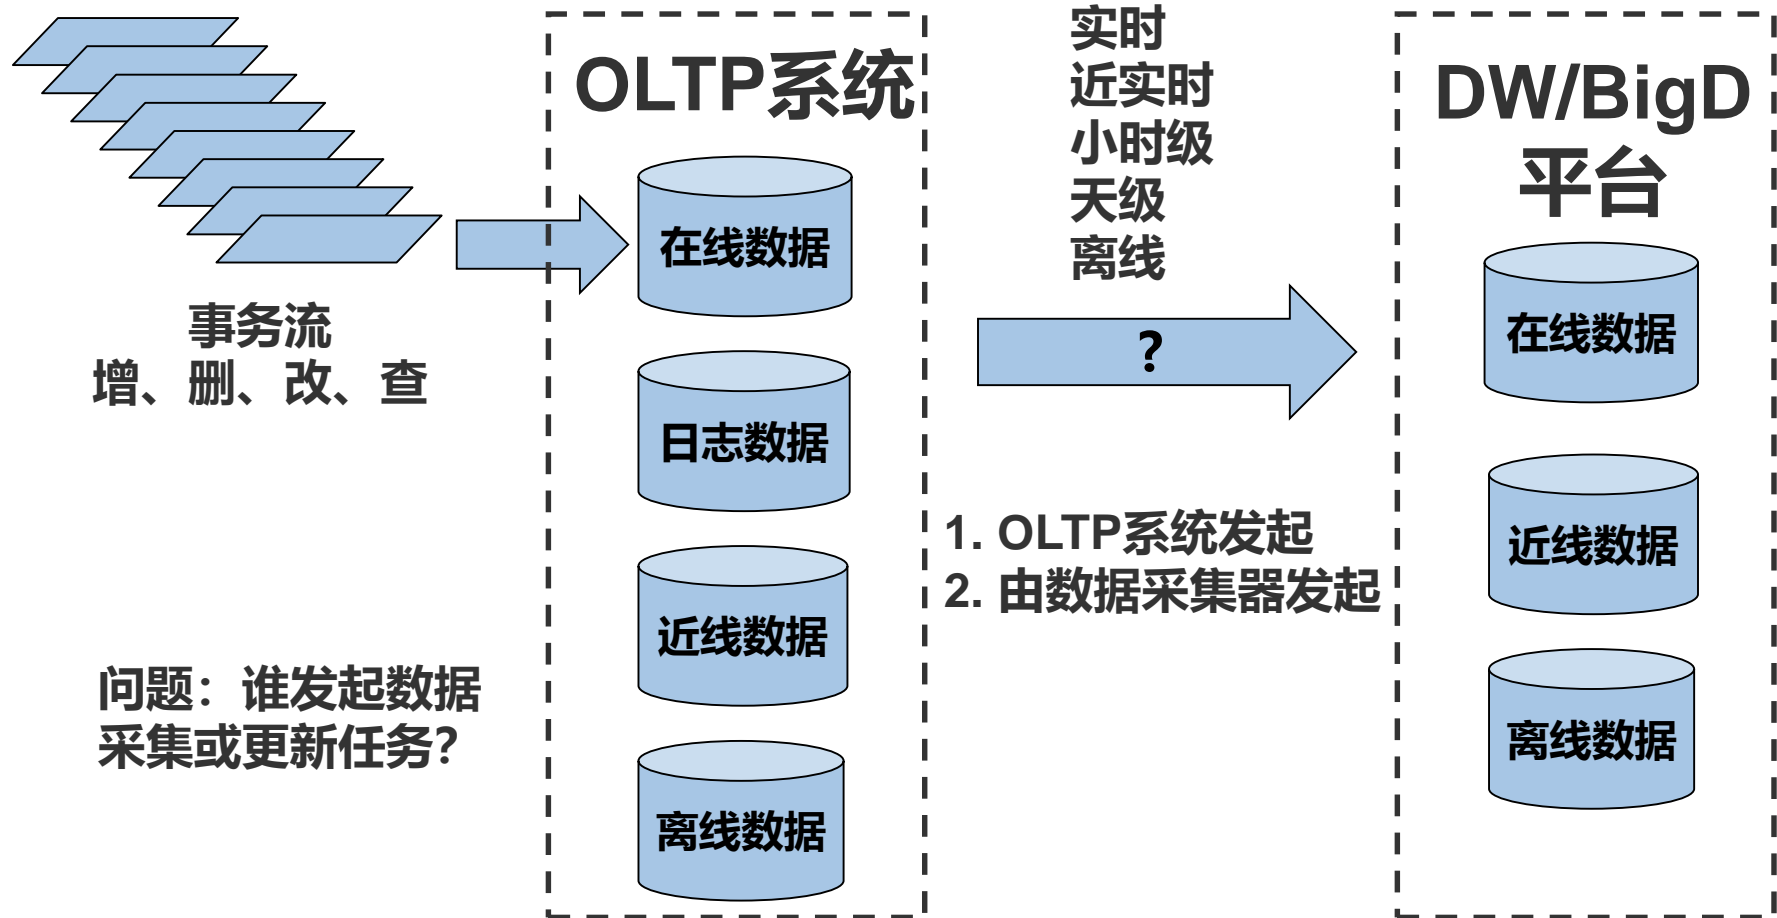 事务流
增、删、改、查
问题：谁发起数据
采集或更新任务？
OLTP系统
在线数据
日志数据
近线数据
离线数据
实时
近实时
小时级
天级
离线
？
1. OLTP系统发起
2. 由数据采集器发起
DW/BigD
平台
在线数据
近线数据
离线数据